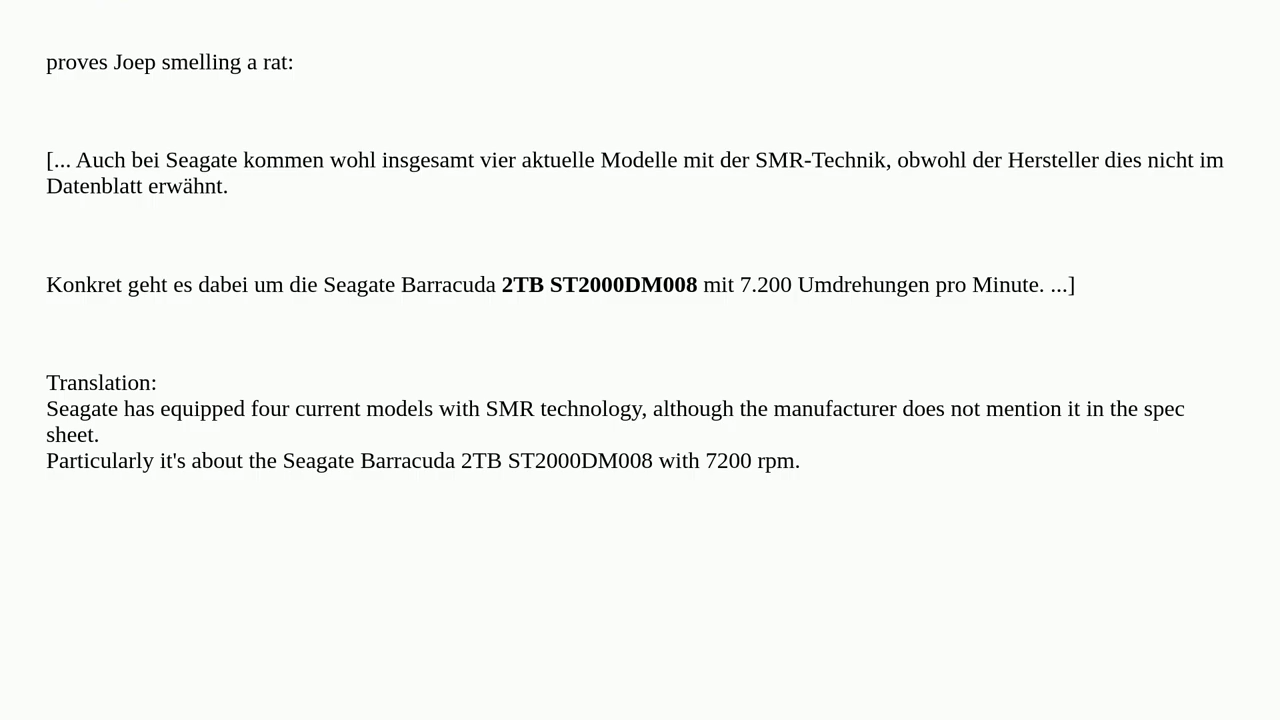 proves Joep smelling a rat:
[... Auch bei Seagate kommen wohl insgesamt vier aktuelle Modelle mit der SMR-Technik, obwohl der Hersteller dies nicht im
Datenblatt erwähnt.
Konkret geht es dabei um die Seagate Barracuda 2TB ST2000DM008 mit 7.200 Umdrehungen pro Minute. ...]
Translation:
Seagate has equipped four current models with SMR technology, although the manufacturer does not mention it in the spec
sheet.
Particularly it's about the Seagate Barracuda 2TB ST2000DM008 with 7200 rpm.